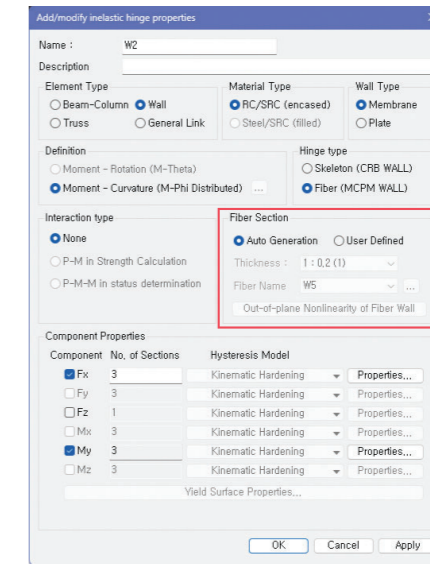 Add/modify inelastic hinge properties
Name : W2
Description
Element Type Material Type Wall Type
Beam-Column Wall RC/SRC (encased) Membrane
Truss General Link Steel/SRC (filled) Plate
Definition Hinge type
Moment - Rotation (M-Theta) Skeleton (CRB WALL)
Moment - Curvature (M-Phi Distributed) ... Fiber (MCPM WALL)
Interaction type Fiber Section
None Auto Generation User Defined
P-M in Strength Calculation Thickness : 1 : 0,2 (1)
P-M-M in status determination Fiber Name W5 ...
Out-of-plane Nonlinearity of Fiber Wall
Component Properties
Component No. of Sections Hysteresis Model
Fx 3 Kinematic Hardening Properties...
Fy 3 Kinematic Hardening Properties...
Fz 1 Kinematic Hardening Properties...
Mx 3 Kinematic Hardening Properties...
My 3 Kinematic Hardening Properties...
Mz 3 Kinematic Hardening Properties...
Yield Surface Properties...
OK Cancel Apply